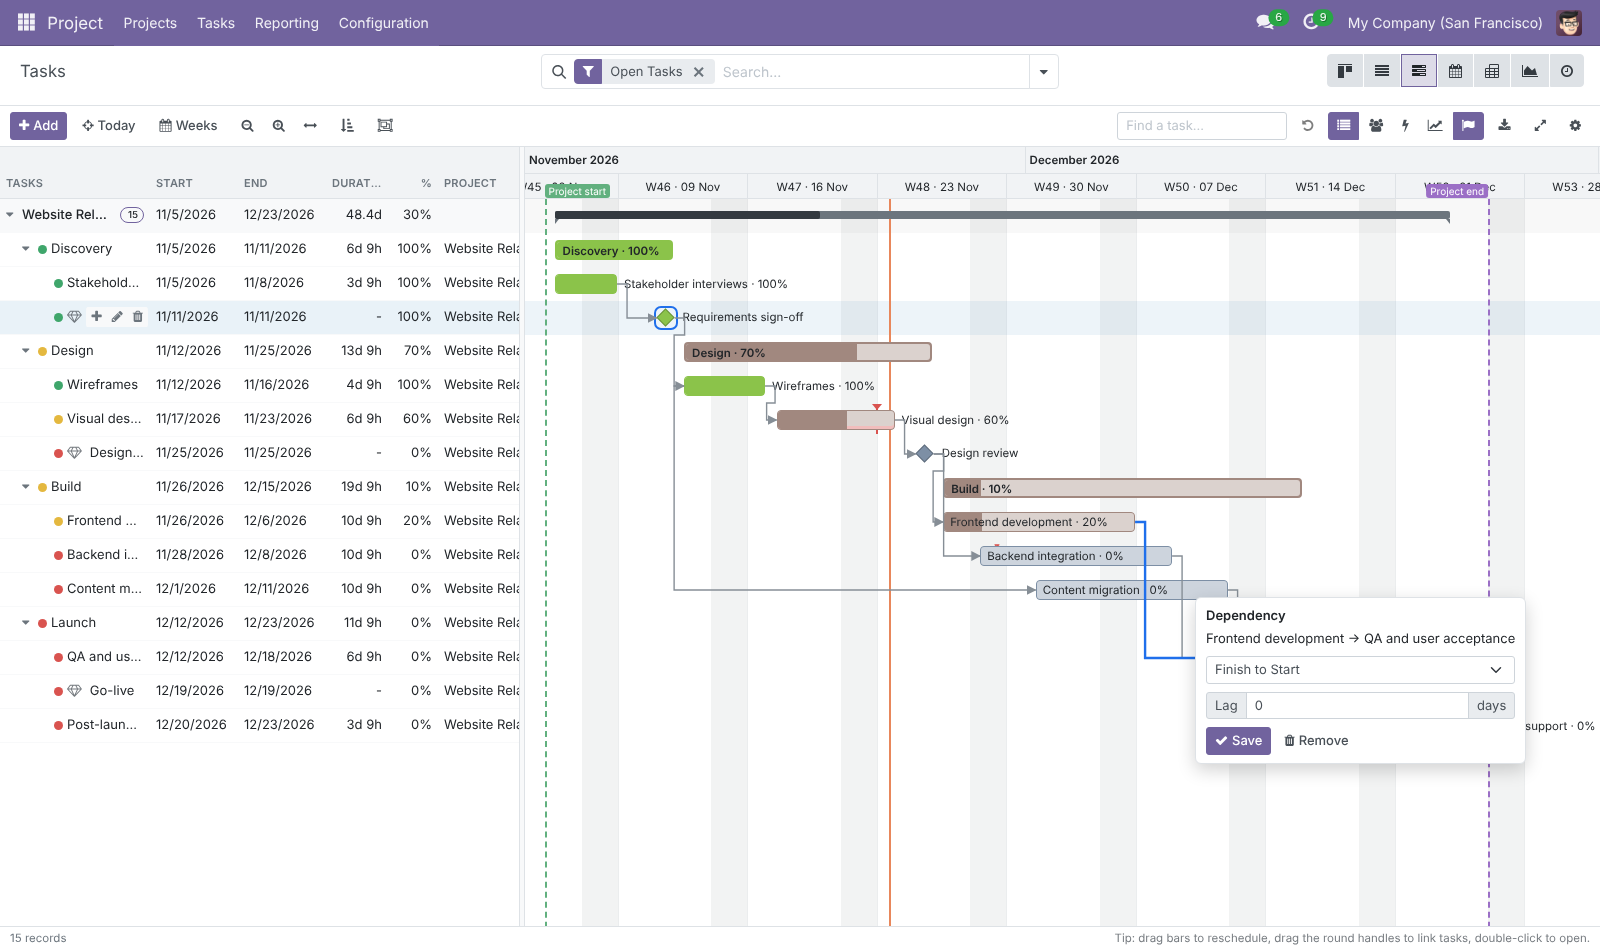 Project Projects Tasks Reporting Configuration 6 9 My Company (San Francisco)
Tasks Open Tasks Search...
Add Today Weeks Find a task...
November 2026 December 2026
TASKS START END DURAT... % PROJECT
/45 W46 · 09 Nov W47 · 16 Nov W48 · 23 Nov W49 · 30 Nov W50 · 07 Dec W51 · 14 Dec W53 · 28
Project start Project end
Website Rel... 15 11/5/2026 12/23/2026 48.4d 30%
Discovery 11/5/2026 11/11/2026 6d 9h 100% Website Rela Discovery · 100%
Stakehold... 11/5/2026 11/8/2026 3d 9h 100% Website Rela Stakeholder interviews · 100%
11/11/2026 11/11/2026 - 100% Website Rela Requirements sign-off
Design 11/12/2026 11/25/2026 13d 9h 70% Website Rela Design · 70%
Wireframes 11/12/2026 11/16/2026 4d 9h 100% Website Rela Wireframes · 100%
Visual des... 11/17/2026 11/23/2026 6d 9h 60% Website Rela Visual design · 60%
Design... 11/25/2026 11/25/2026 - 0% Website Rela Design review
Build 11/26/2026 12/15/2026 19d 9h 10% Website Rela Build · 10%
Frontend ... 11/26/2026 12/6/2026 10d 9h 20% Website Rela Frontend development · 20%
Backend i... 11/28/2026 12/8/2026 10d 9h 0% Website Rela Backend integration · 0%
Content m... 12/1/2026 12/11/2026 10d 9h 0% Website Rela Content migration · 0%
Launch 12/12/2026 12/23/2026 11d 9h 0% Website Rela
QA and us... 12/12/2026 12/18/2026 6d 9h 0% Website Rela
Go-live 12/19/2026 12/19/2026 - 0% Website Rela
Post-laun... 12/20/2026 12/23/2026 3d 9h 0% Website Rela support · 0%
Dependency
Frontend development → QA and user acceptance
Finish to Start
Lag 0 days
Save Remove
15 records Tip: drag bars to reschedule, drag the round handles to link tasks, double-click to open.